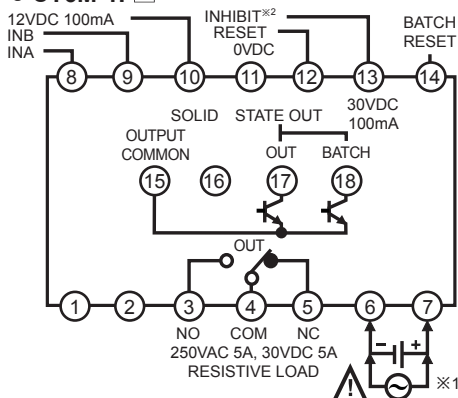 12VDC 100mA
INB
INA
INHIBIT※2
RESET
0VDC
BATCH
RESET
8 9 10 11 12 13 14
30VDC
100mA
SOLID STATE OUT
OUTPUT
COMMON
OUT BATCH
15 16 17 18
OUT
1 2 3 4 5 6 7
NO COM NC
250VAC 5A, 30VDC 5A
RESISTIVE LOAD
- +
! ※1